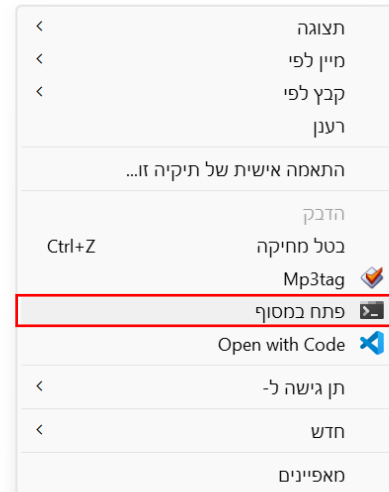 תצוגה
מיין לפי
קבץ לפי
רענן
התאמה אישית של תיקיה זו...
הדבק
בטל מחיקה Ctrl+Z
Mp3tag
פתח במסוף
Open with Code
תן גישה ל-
חדש
מאפיינים